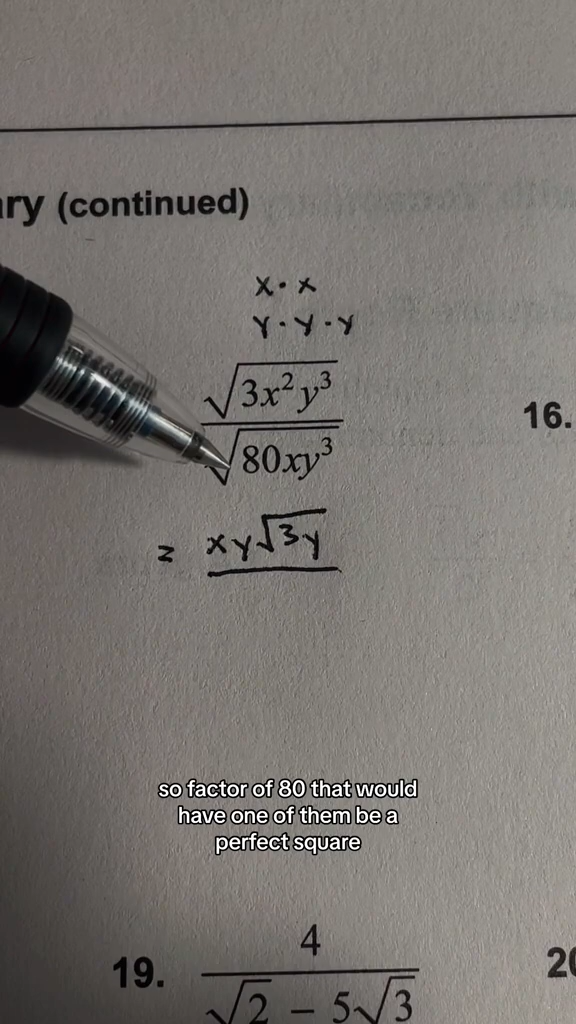 ry (continued)
x · x
y · y · y
√3x²y³
√80xy³
16.
= xy√3y
so factor of 80 that would
have one of them be a
perfect square
4
19.
20
√2 − 5√3